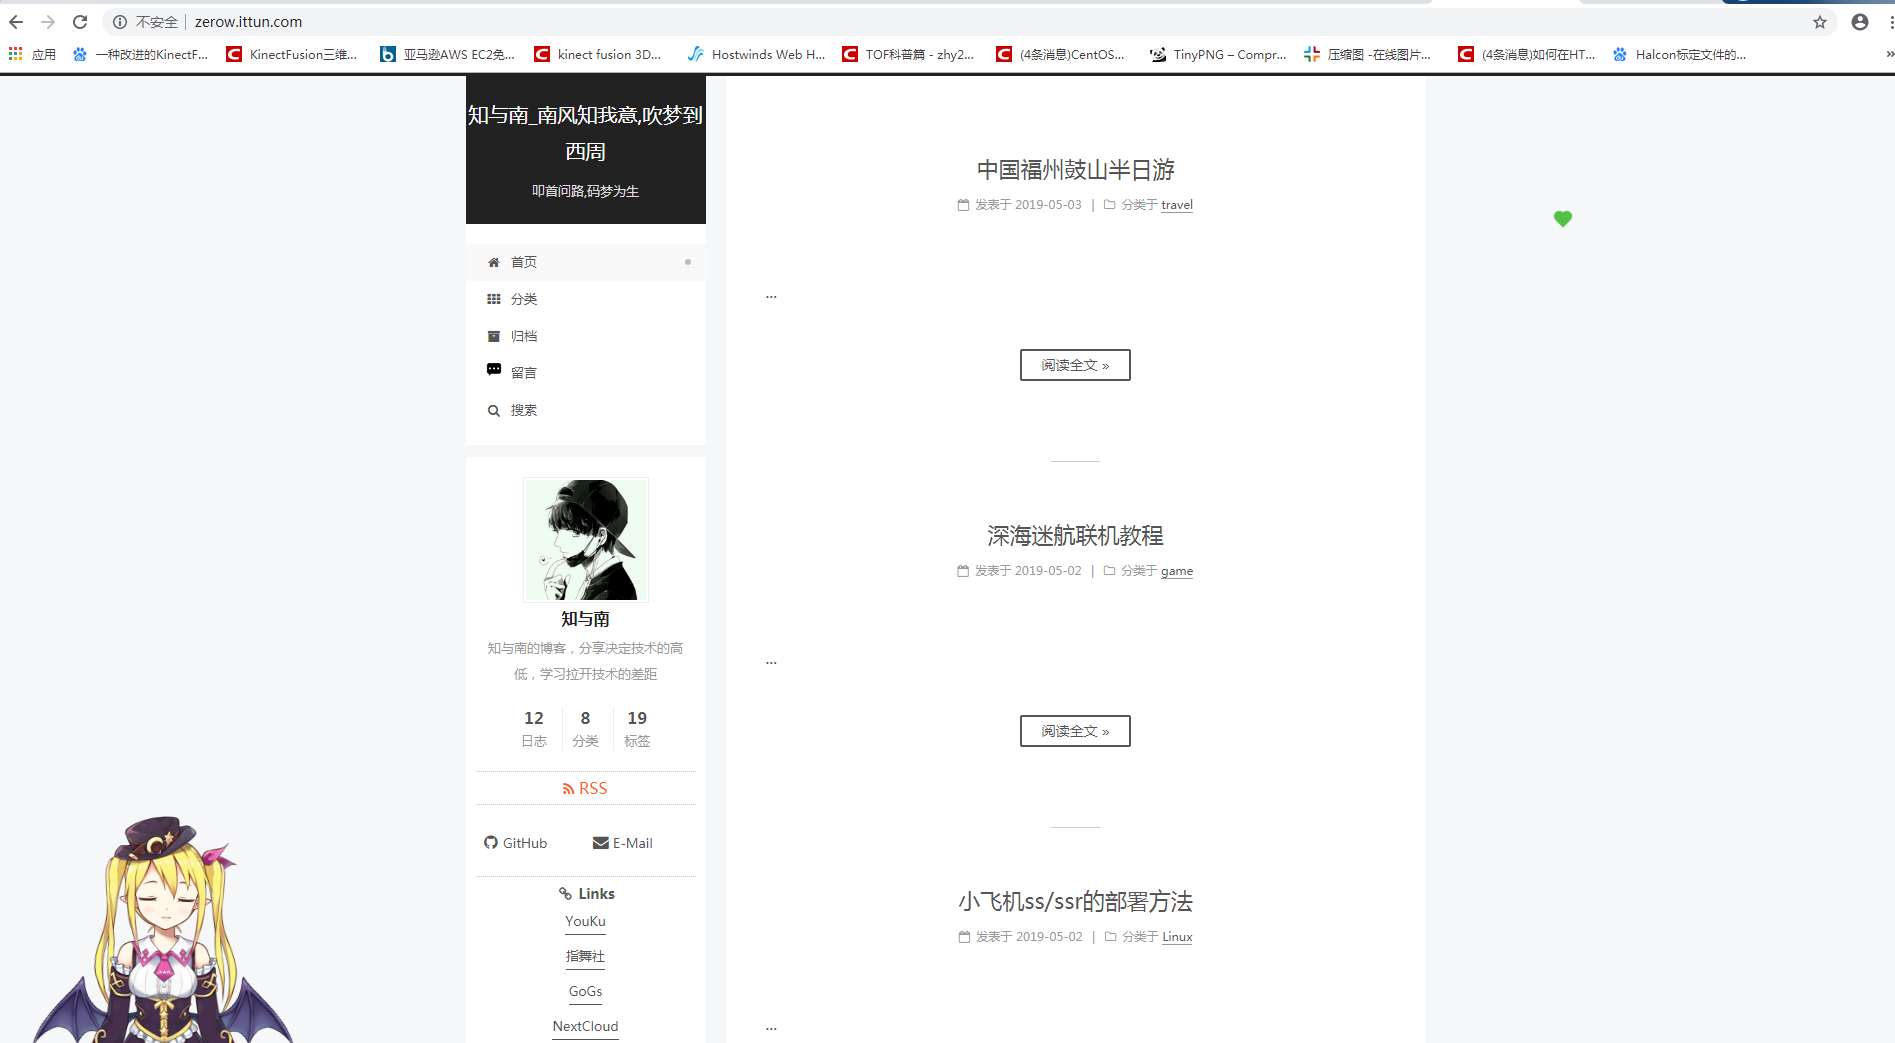 不安全 zerow.ittun.com
应用 一种改进的KinectF... KinectFusion三维... 亚马逊AWS EC2免... kinect fusion 3D... Hostwinds Web H... TOF科普篇 - zhy2... (4条消息)CentOS... TinyPNG – Compr... 压缩图 -在线图片... (4条消息)如何在HT... Halcon标定文件的... »
知与南_南风知我意,吹梦到
西周
叩首问路,码梦为生
首页
分类
归档
留言
搜索
知与南
知与南的博客，分享决定技术的高
低，学习拉开技术的差距
12 8 19
日志 分类 标签
RSS
GitHub E-Mail
Links
YouKu
指舞社
GoGs
NextCloud
中国福州鼓山半日游
发表于 2019-05-03 | 分类于 travel
...
阅读全文 »
深海迷航联机教程
发表于 2019-05-02 | 分类于 game
...
阅读全文 »
小飞机ss/ssr的部署方法
发表于 2019-05-02 | 分类于 Linux
...